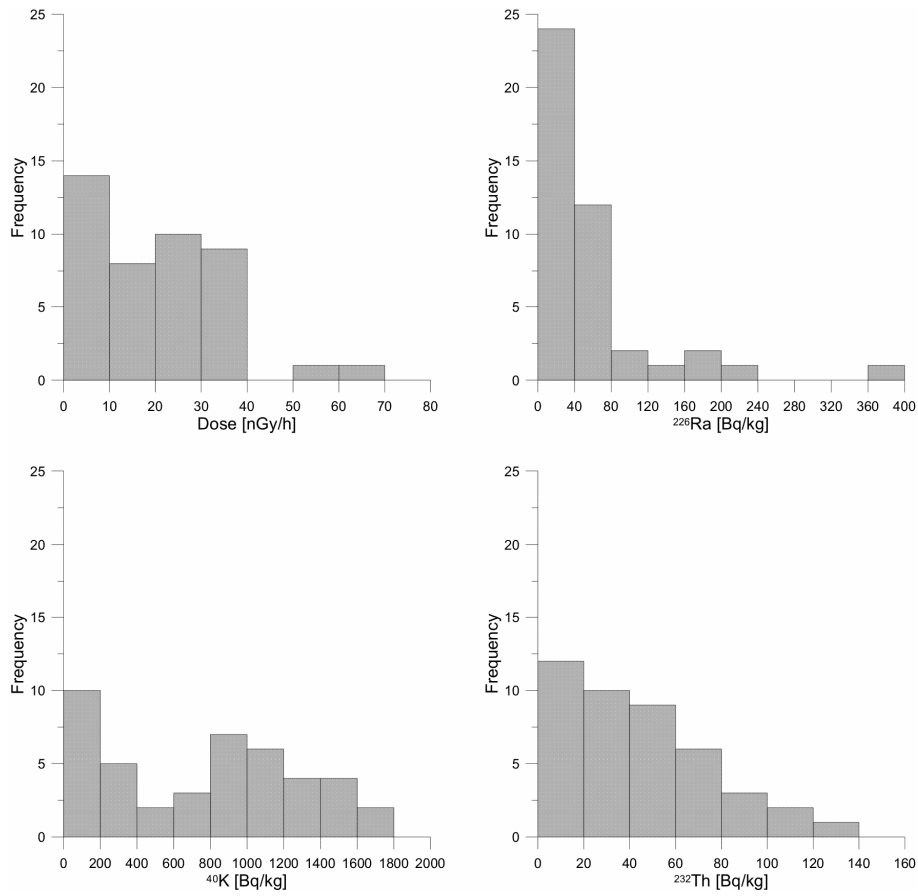 25
20
15
10
5
0
Frequency
0 10 20 30 40 50 60 70 80
Dose [nGy/h]
25
20
15
10
5
0
Frequency
0 40 80 120 160 200 240 280 320 360 400
²²⁶Ra [Bq/kg]
25
20
15
10
5
0
Frequency
0 200 400 600 800 1000 1200 1400 1600 1800 2000
⁴⁰K [Bq/kg]
25
20
15
10
5
0
Frequency
0 20 40 60 80 100 120 140 160
²³²Th [Bq/kg]